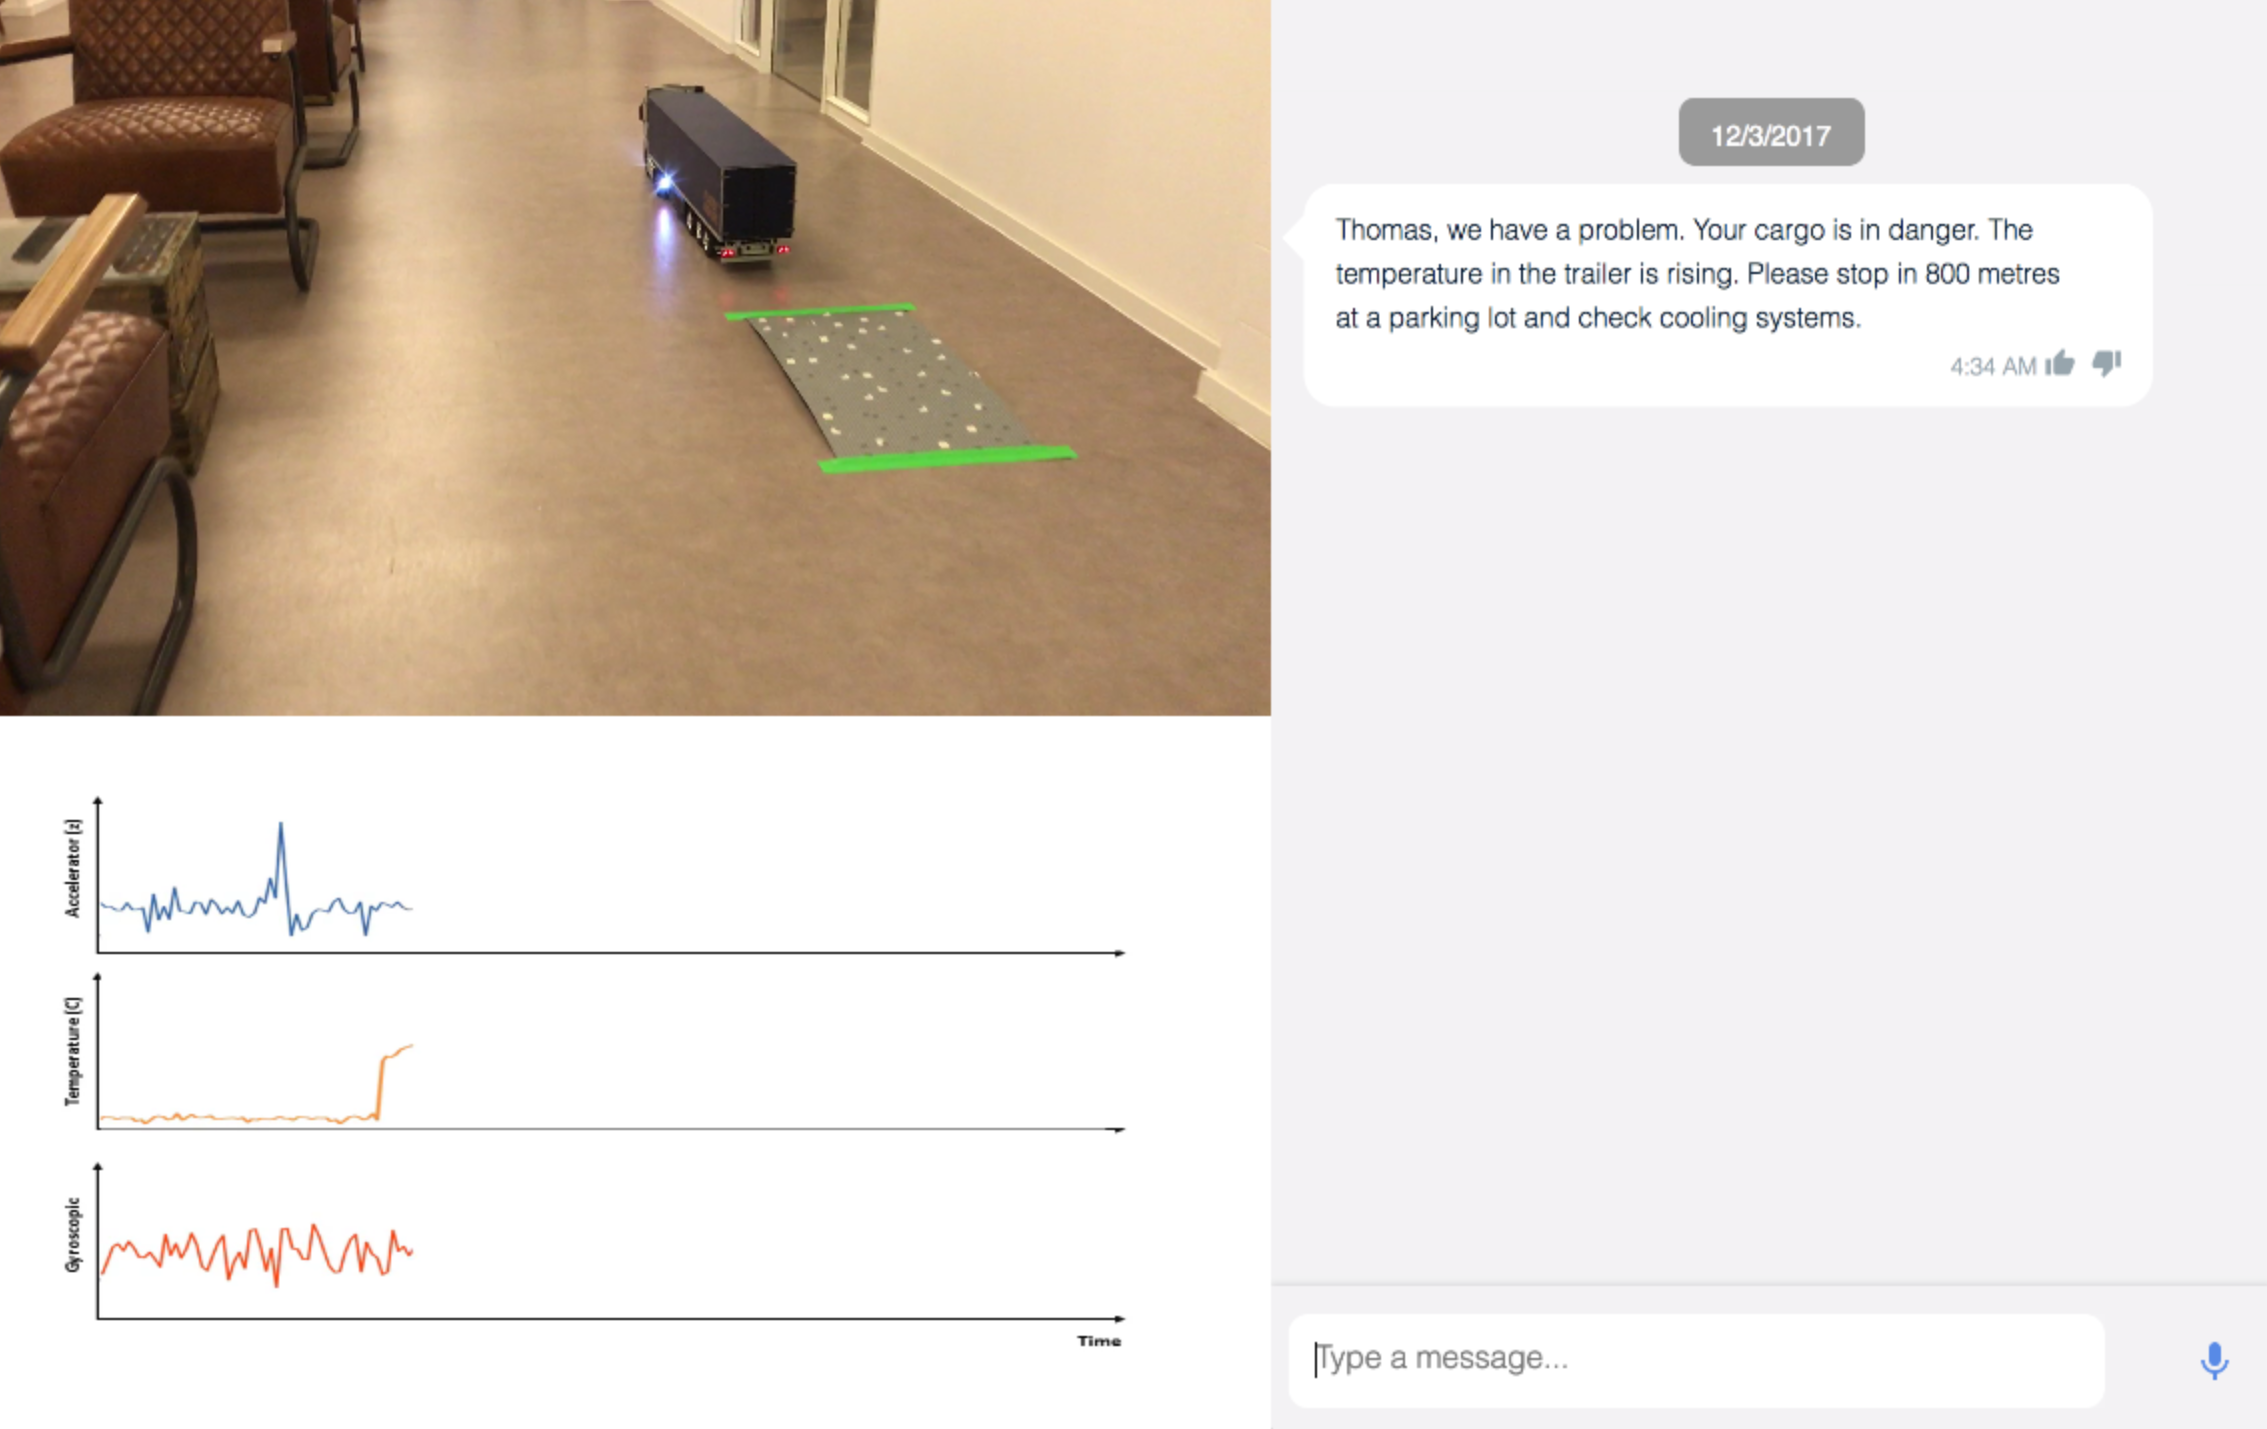 12/3/2017
Thomas, we have a problem. Your cargo is in danger. The
temperature in the trailer is rising. Please stop in 800 metres
at a parking lot and check cooling systems.
4:34 AM
Accelerator (z)
Temperature (C)
Gyroscopic
Time
Type a message...